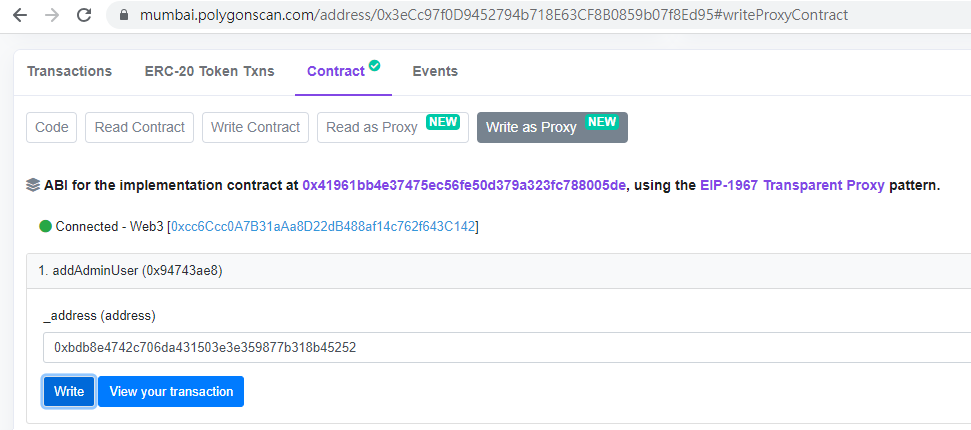 mumbai.polygonscan.com/address/0x3eCc97f0D9452794b718E63CF8B0859b07f8Ed95#writeProxyContract
Transactions ERC-20 Token Txns Contract Events
Code Read Contract Write Contract Read as Proxy NEW Write as Proxy NEW
ABI for the implementation contract at 0x41961bb4e37475ec56fe50d379a323fc788005de, using the EIP-1967 Transparent Proxy pattern.
Connected - Web3 [0xcc6Ccc0A7B31aAa8D22dB488af14c762f643C142]
1. addAdminUser (0x94743ae8)
_address (address)
0xbdb8e4742c706da431503e3e359877b318b45252
Write View your transaction